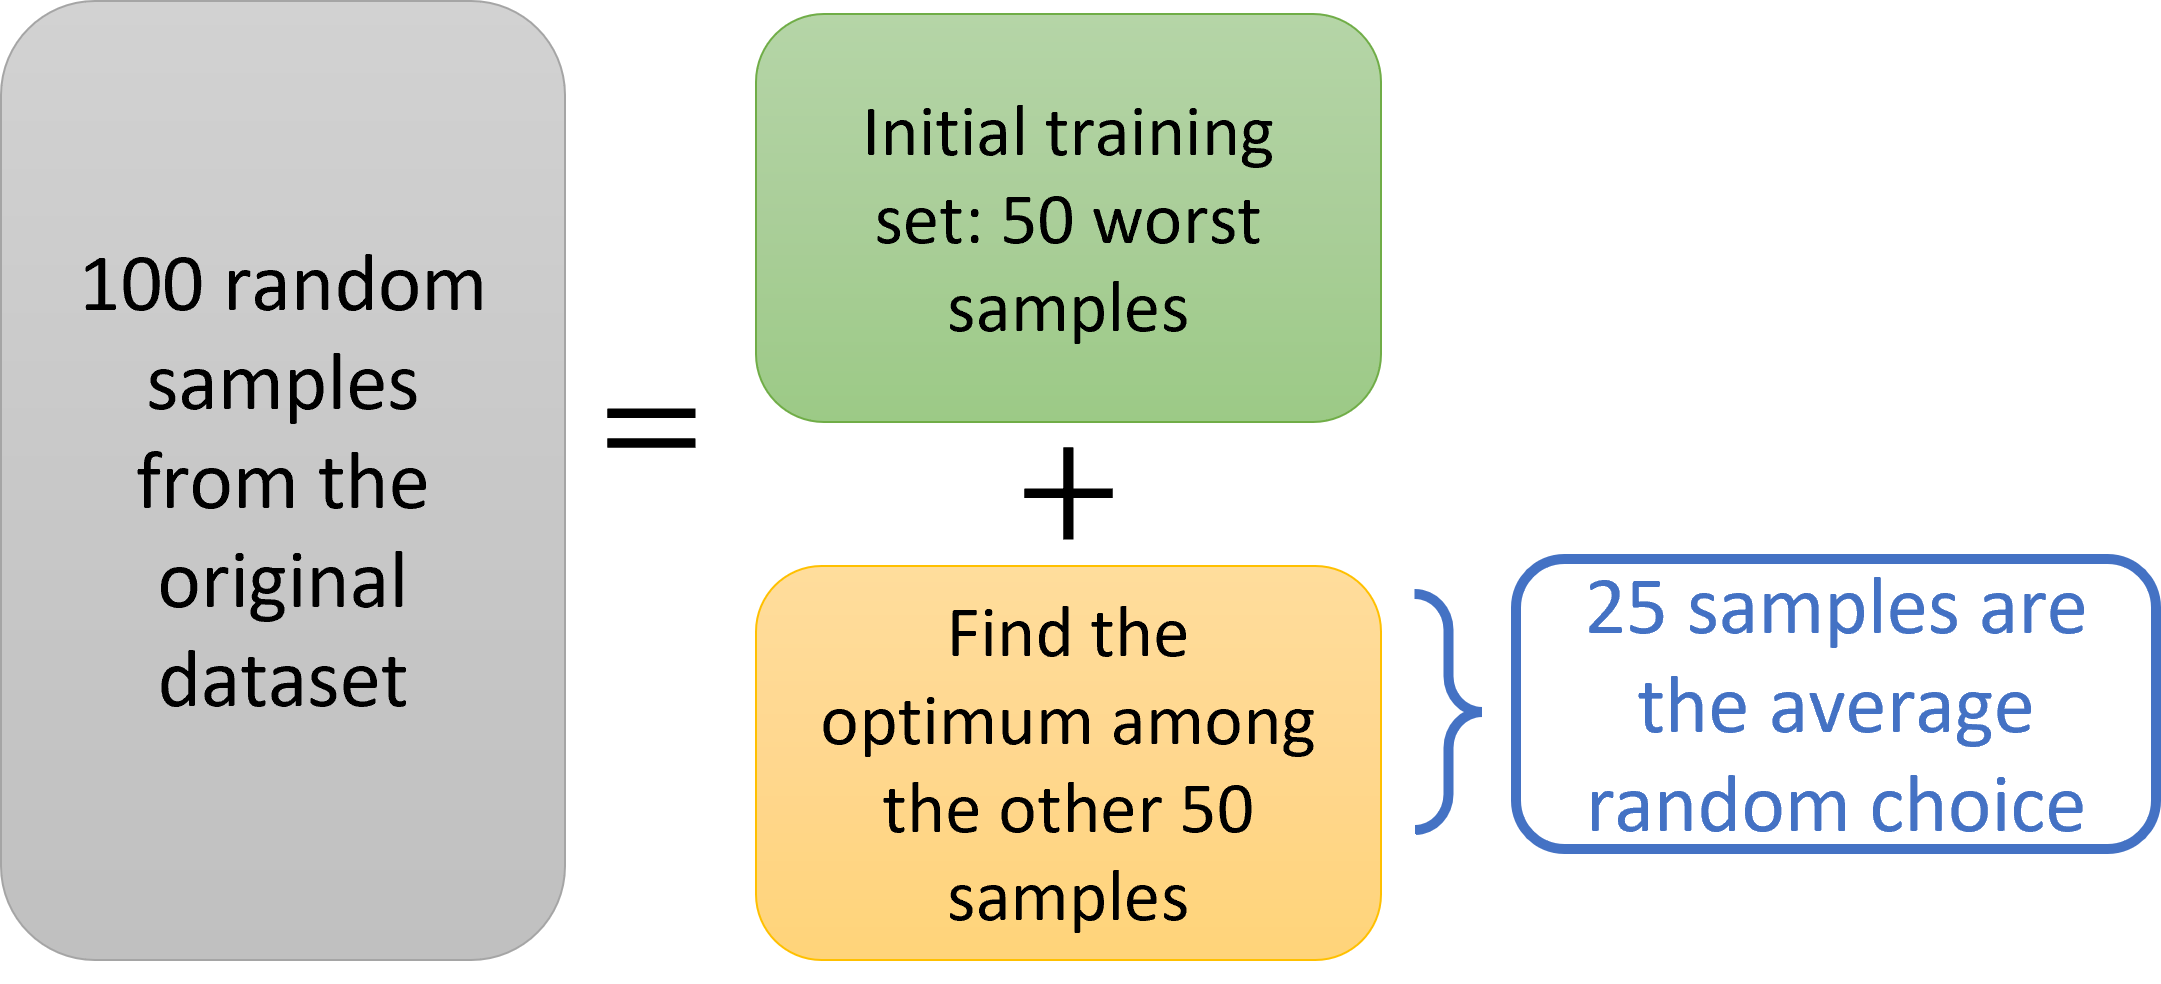 100 random
samples
from the
original
dataset
=
Initial training
set: 50 worst
samples
+
Find the
optimum among
the other 50
samples
25 samples are
the average
random choice